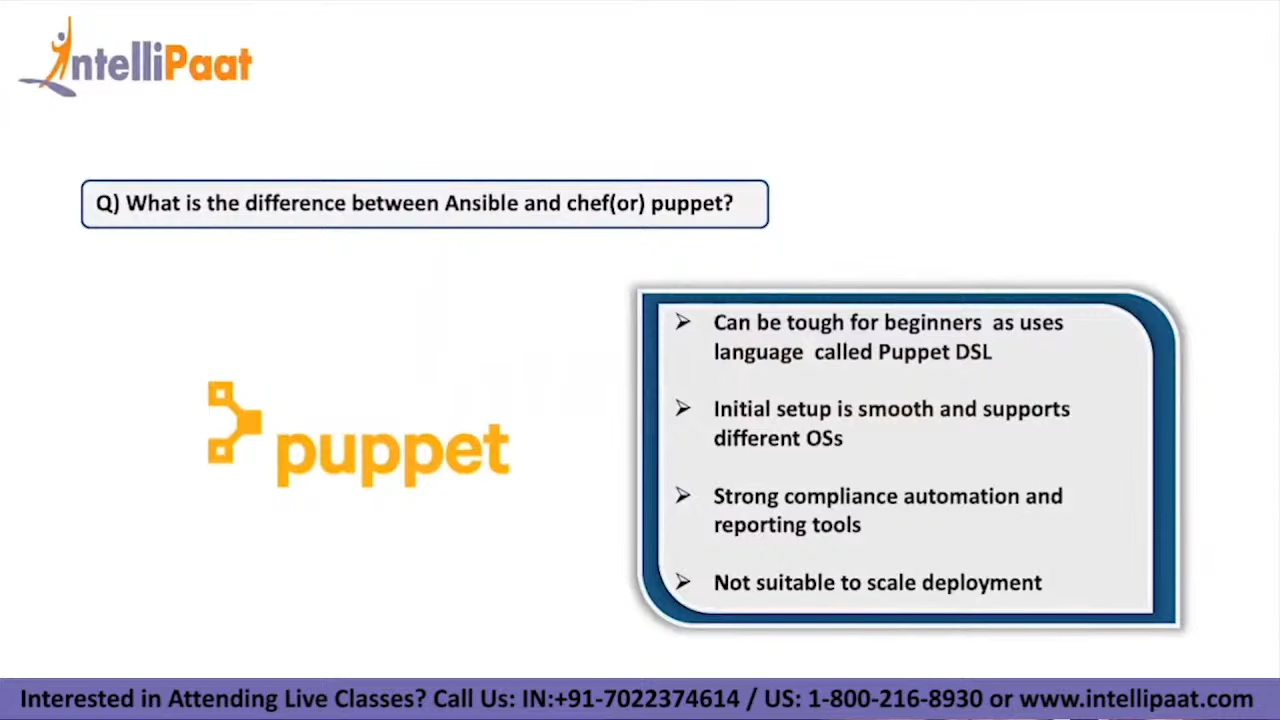 IntelliPaat
Q) What is the difference between Ansible and chef(or) puppet?
puppet
➢ Can be tough for beginners as uses
language called Puppet DSL
➢ Initial setup is smooth and supports
different OSs
➢ Strong compliance automation and
reporting tools
➢ Not suitable to scale deployment
Interested in Attending Live Classes? Call Us: IN:+91-7022374614 / US: 1-800-216-8930 or www.intellipaat.com